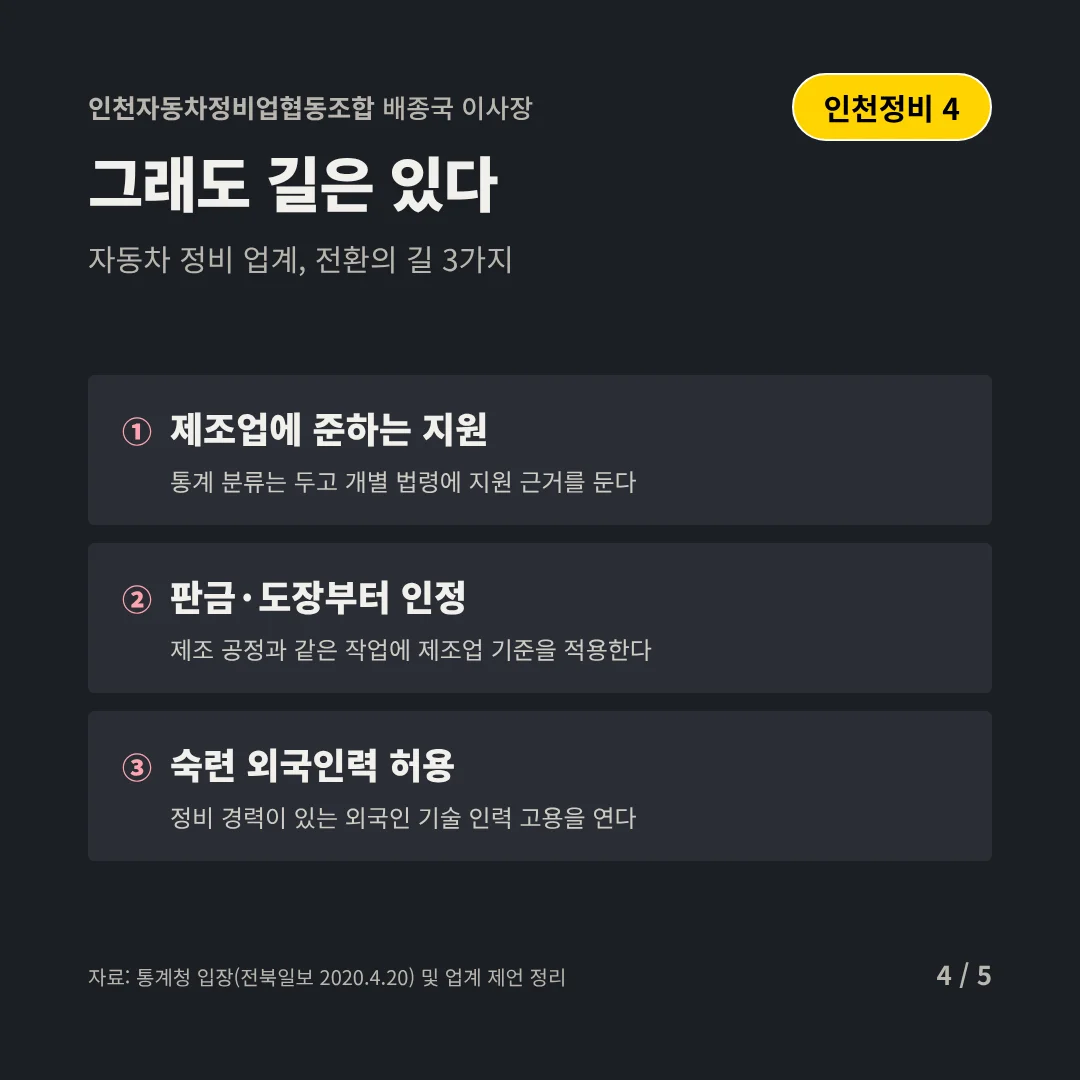 인천자동차정비업협동조합 배종국 이사장
인천정비 4
그래도 길은 있다
자동차 정비 업계, 전환의 길 3가지
① 제조업에 준하는 지원
통계 분류는 두고 개별 법령에 지원 근거를 둔다
② 판금·도장부터 인정
제조 공정과 같은 작업에 제조업 기준을 적용한다
③ 숙련 외국인력 허용
정비 경력이 있는 외국인 기술 인력 고용을 연다
자료: 통계청 입장(전북일보 2020.4.20) 및 업계 제언 정리
4 / 5